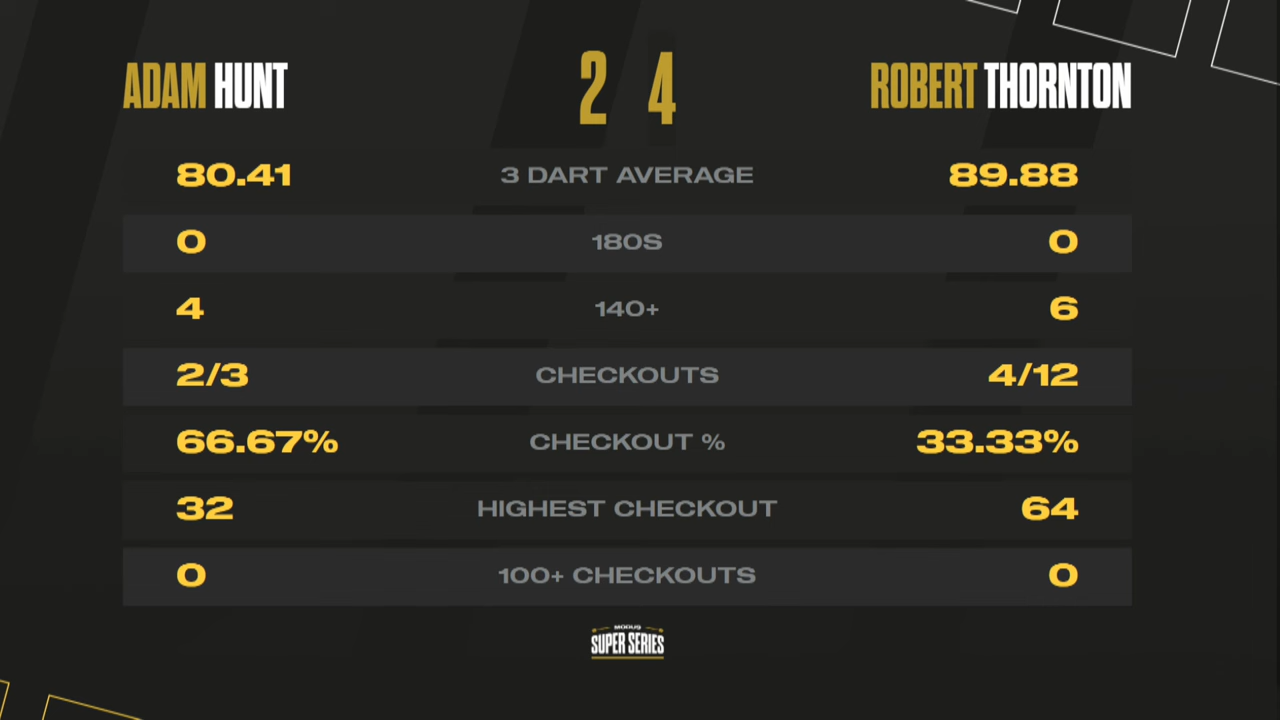 ADAM HUNT 2 4 ROBERT THORNTON
80.41 3 DART AVERAGE 89.88
0 180S 0
4 140+ 6
2/3 CHECKOUTS 4/12
66.67% CHECKOUT % 33.33%
32 HIGHEST CHECKOUT 64
0 100+ CHECKOUTS 0
MODUS
SUPER SERIES